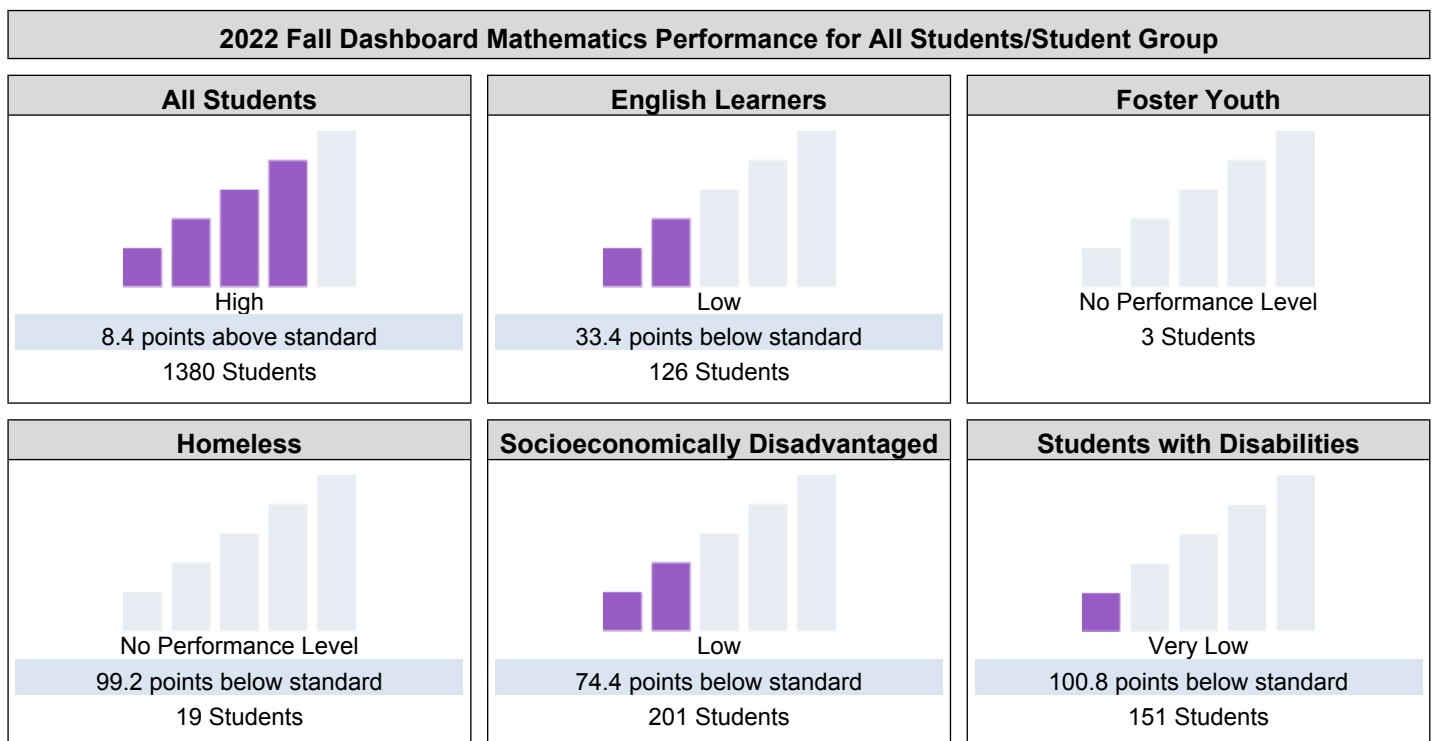 2022 Fall Dashboard Mathematics Performance for All Students/Student Group
All Students
High
8.4 points above standard
1380 Students
English Learners
Low
33.4 points below standard
126 Students
Foster Youth
No Performance Level
3 Students
Homeless
No Performance Level
99.2 points below standard
19 Students
Socioeconomically Disadvantaged
Low
74.4 points below standard
201 Students
Students with Disabilities
Very Low
100.8 points below standard
151 Students